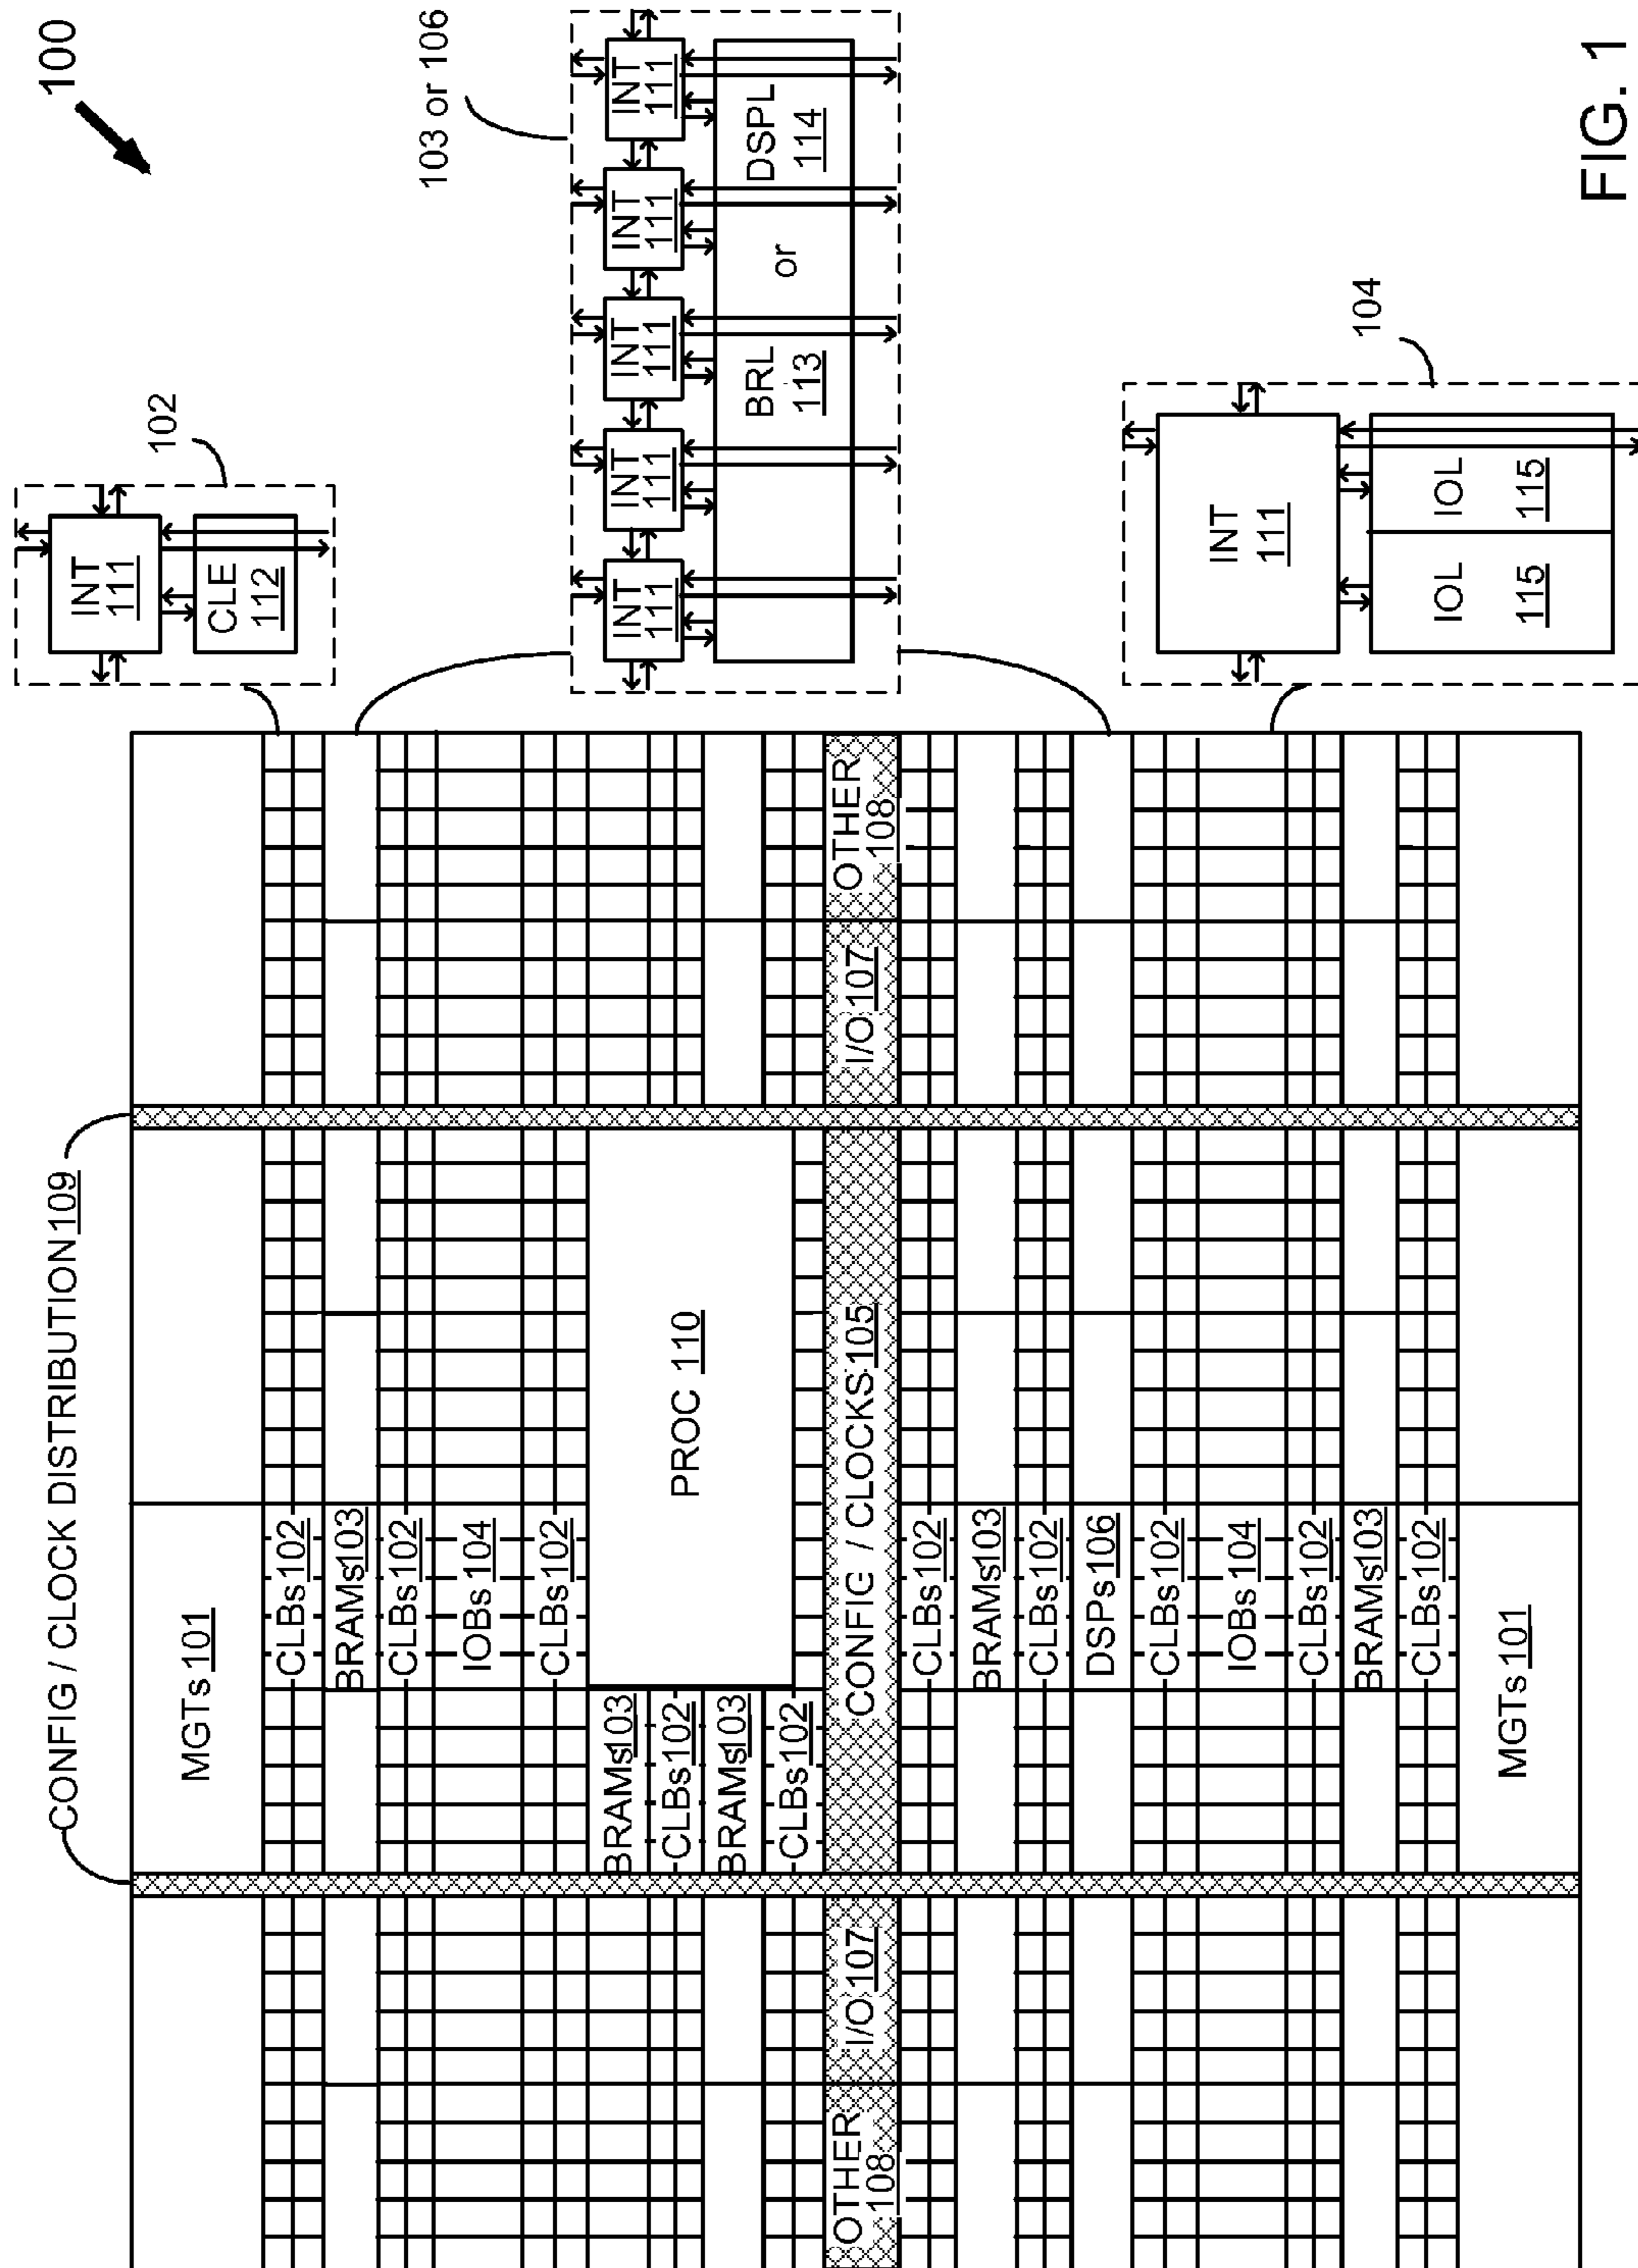 100
CONFIG / CLOCK DISTRIBUTION 109
MGTs 101
CLBs 102
BRAMs 103
CLBs 102
IOBs 104
CLBs 102
BRAMs 103
CLBs 102
BRAMs 103
CLBs 102
PROC 110
OTHER
108
I/O 107
CONFIG / CLOCKS 105
I/O 107
OTHER
108
CLBs 102
BRAMs 103
CLBs 102
DSPs 106
CLBs 102
IOBs 104
CLBs 102
BRAMs 103
CLBs 102
MGTs 101
102
INT
111
CLE
112
103 or 106
INT
111
INT
111
INT
111
INT
111
INT
111
BRL
113
or
DSPL
114
104
INT
111
IOL
115
IOL
115
FIG. 1